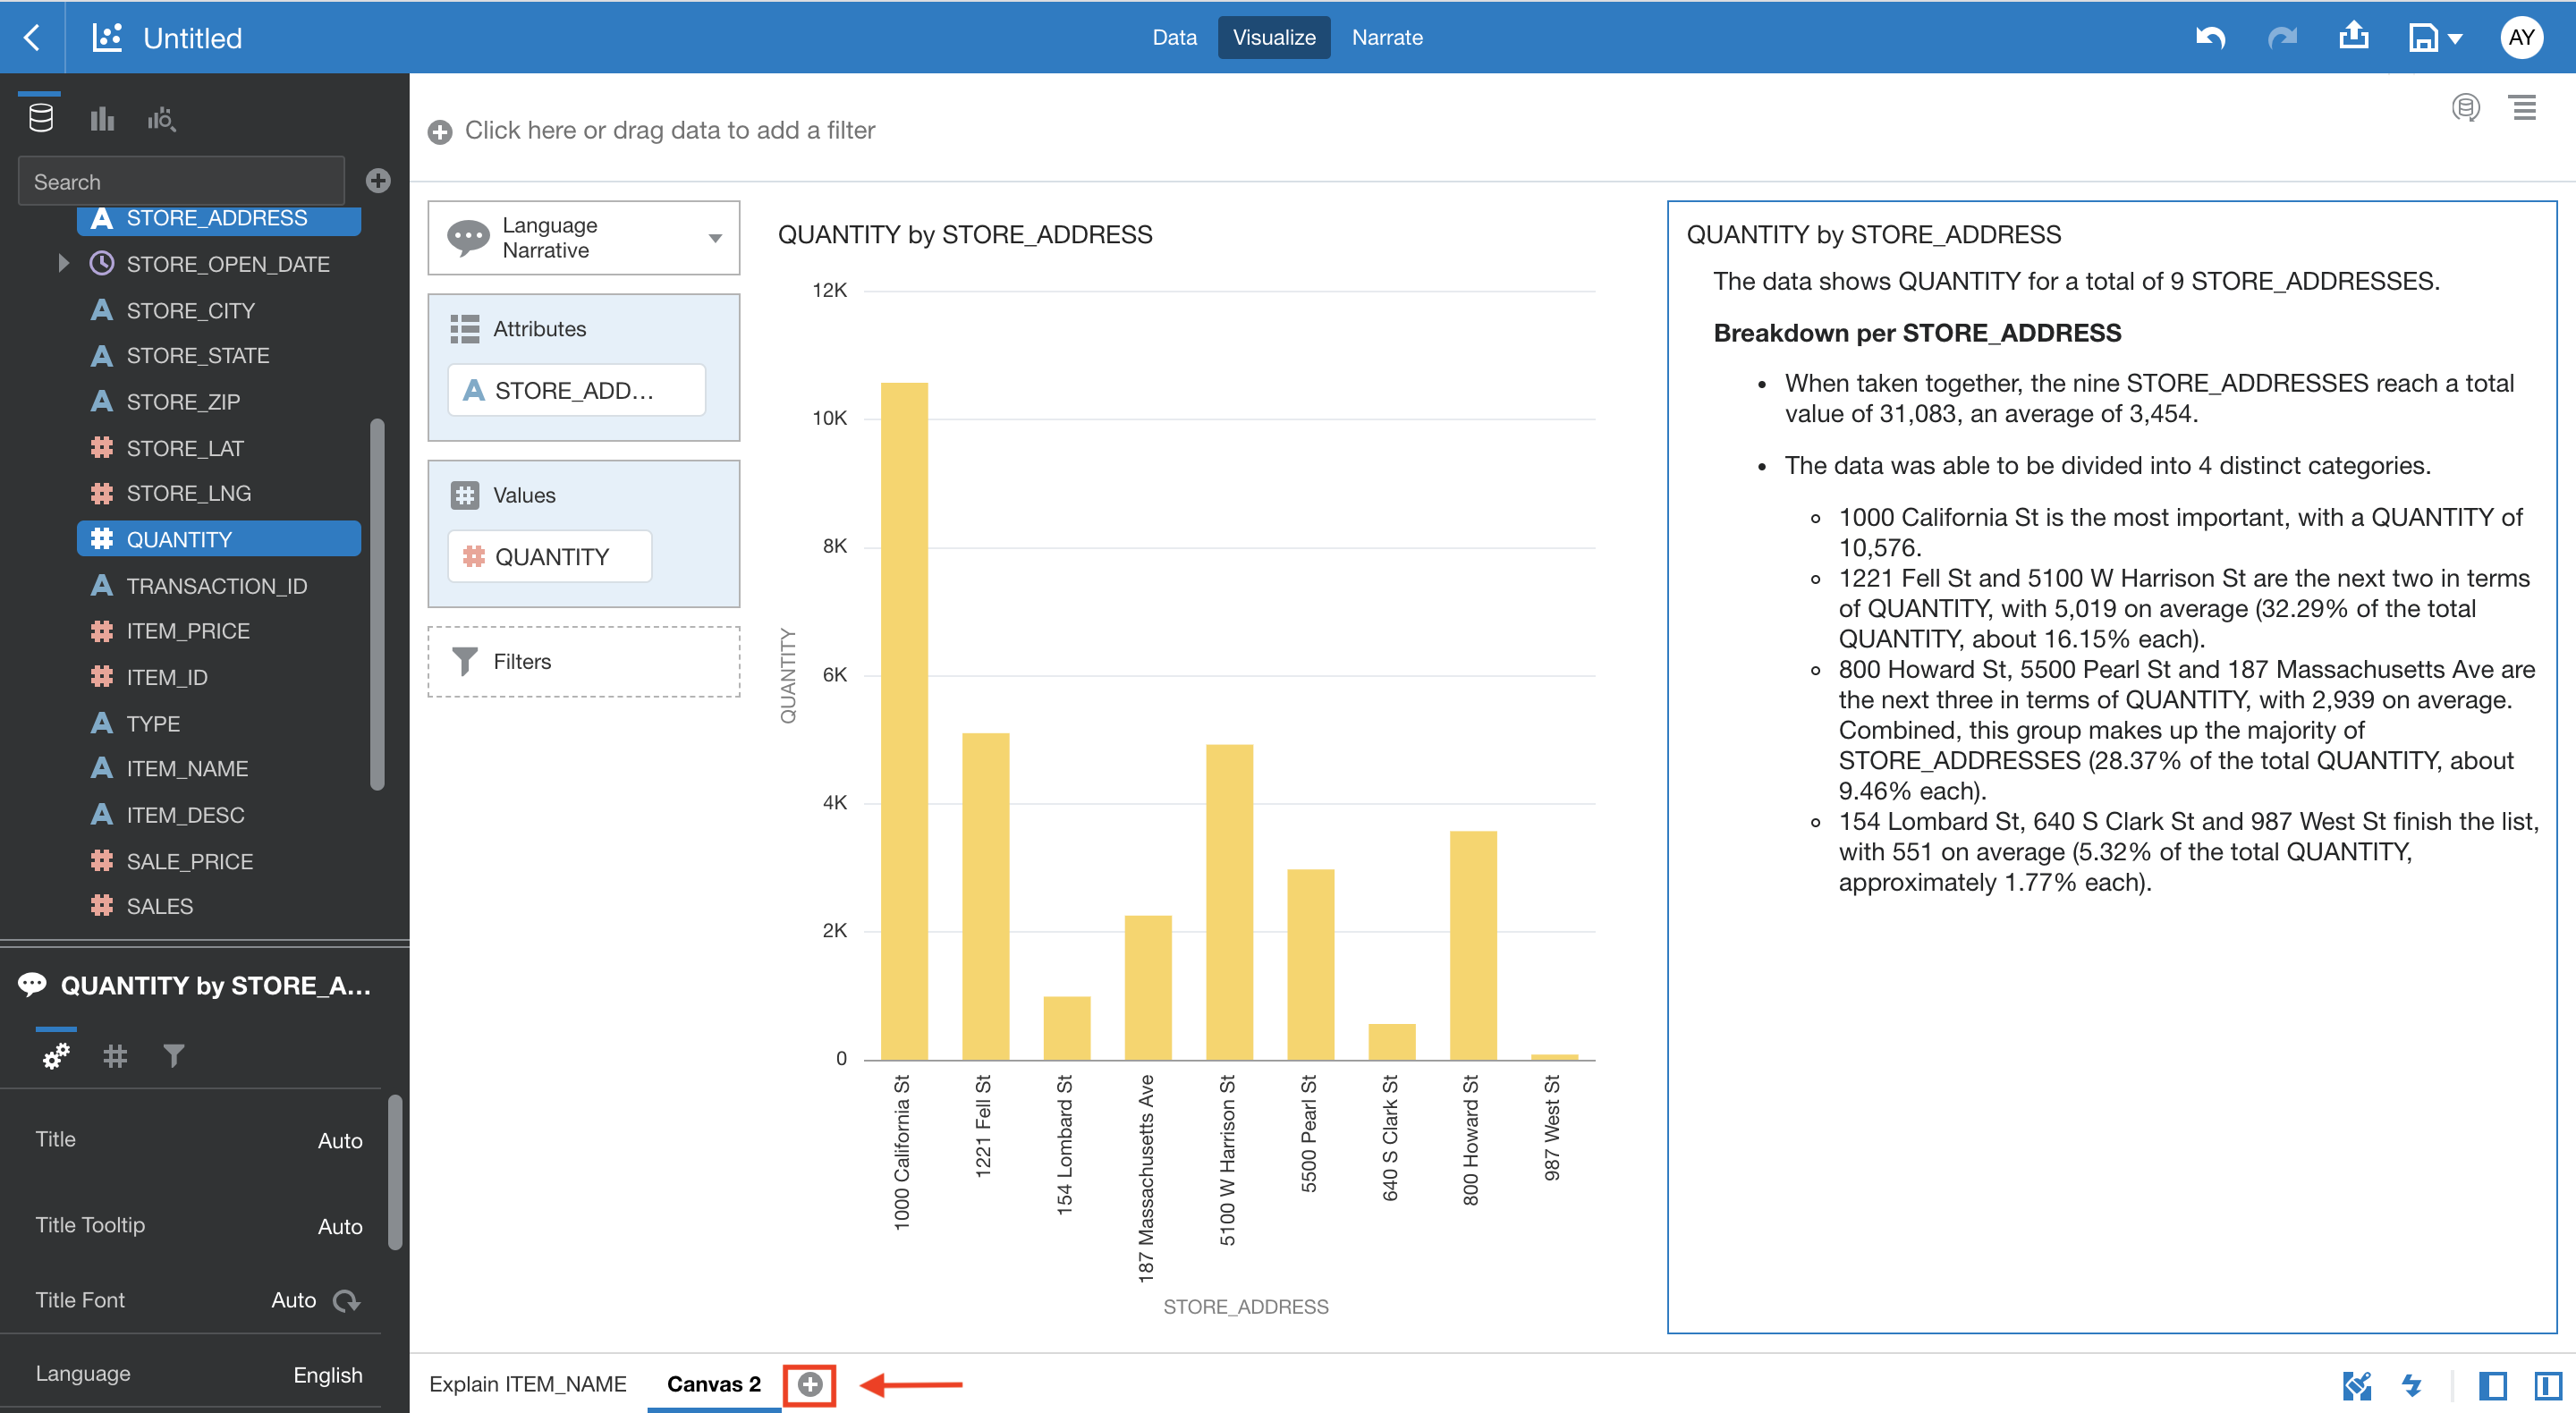 Untitled
Data
Visualize
Narrate
AY
Search
STORE_ADDRESS
STORE_OPEN_DATE
STORE_CITY
STORE_STATE
STORE_ZIP
STORE_LAT
STORE_LNG
QUANTITY
TRANSACTION_ID
ITEM_PRICE
ITEM_ID
TYPE
ITEM_NAME
ITEM_DESC
SALE_PRICE
SALES
QUANTITY by STORE_A...
Title Auto
Title Tooltip Auto
Title Font Auto
Language English
Click here or drag data to add a filter
Language
Narrative
Attributes
STORE_ADD...
Values
QUANTITY
Filters
QUANTITY by STORE_ADDRESS
12K
10K
8K
6K
4K
2K
0
QUANTITY
1000 California St
1221 Fell St
154 Lombard St
187 Massachusetts Ave
5100 W Harrison St
5500 Pearl St
640 S Clark St
800 Howard St
987 West St
STORE_ADDRESS
QUANTITY by STORE_ADDRESS
The data shows QUANTITY for a total of 9 STORE_ADDRESSES.
Breakdown per STORE_ADDRESS
• When taken together, the nine STORE_ADDRESSES reach a total
value of 31,083, an average of 3,454.
• The data was able to be divided into 4 distinct categories.
1000 California St is the most important, with a QUANTITY of
10,576.
1221 Fell St and 5100 W Harrison St are the next two in terms
of QUANTITY, with 5,019 on average (32.29% of the total
QUANTITY, about 16.15% each).
800 Howard St, 5500 Pearl St and 187 Massachusetts Ave are
the next three in terms of QUANTITY, with 2,939 on average.
Combined, this group makes up the majority of
STORE_ADDRESSES (28.37% of the total QUANTITY, about
9.46% each).
154 Lombard St, 640 S Clark St and 987 West St finish the list,
with 551 on average (5.32% of the total QUANTITY,
approximately 1.77% each).
Explain ITEM_NAME
Canvas 2